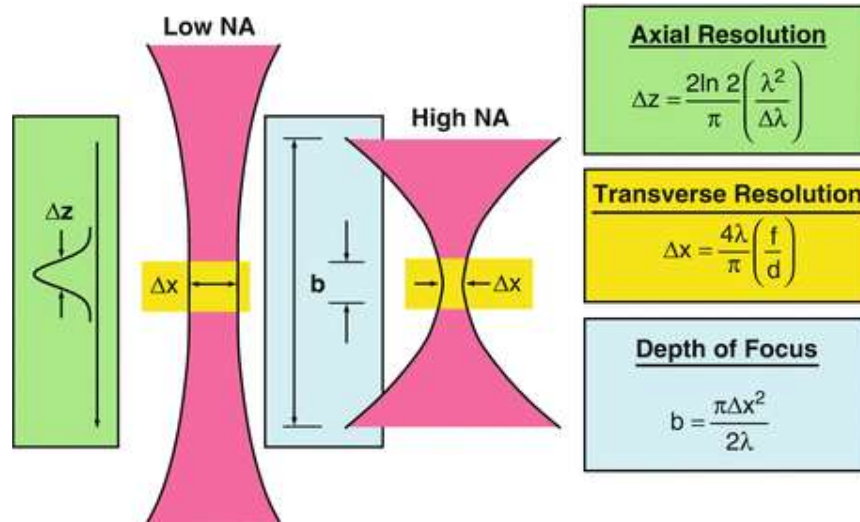 Low NA
High NA
Δz
Δx
b
Δx
Axial Resolution
Δz = 2ln 2 / π (λ² / Δλ)
Transverse Resolution
Δx = 4λ / π (f / d)
Depth of Focus
b = πΔx² / 2λ